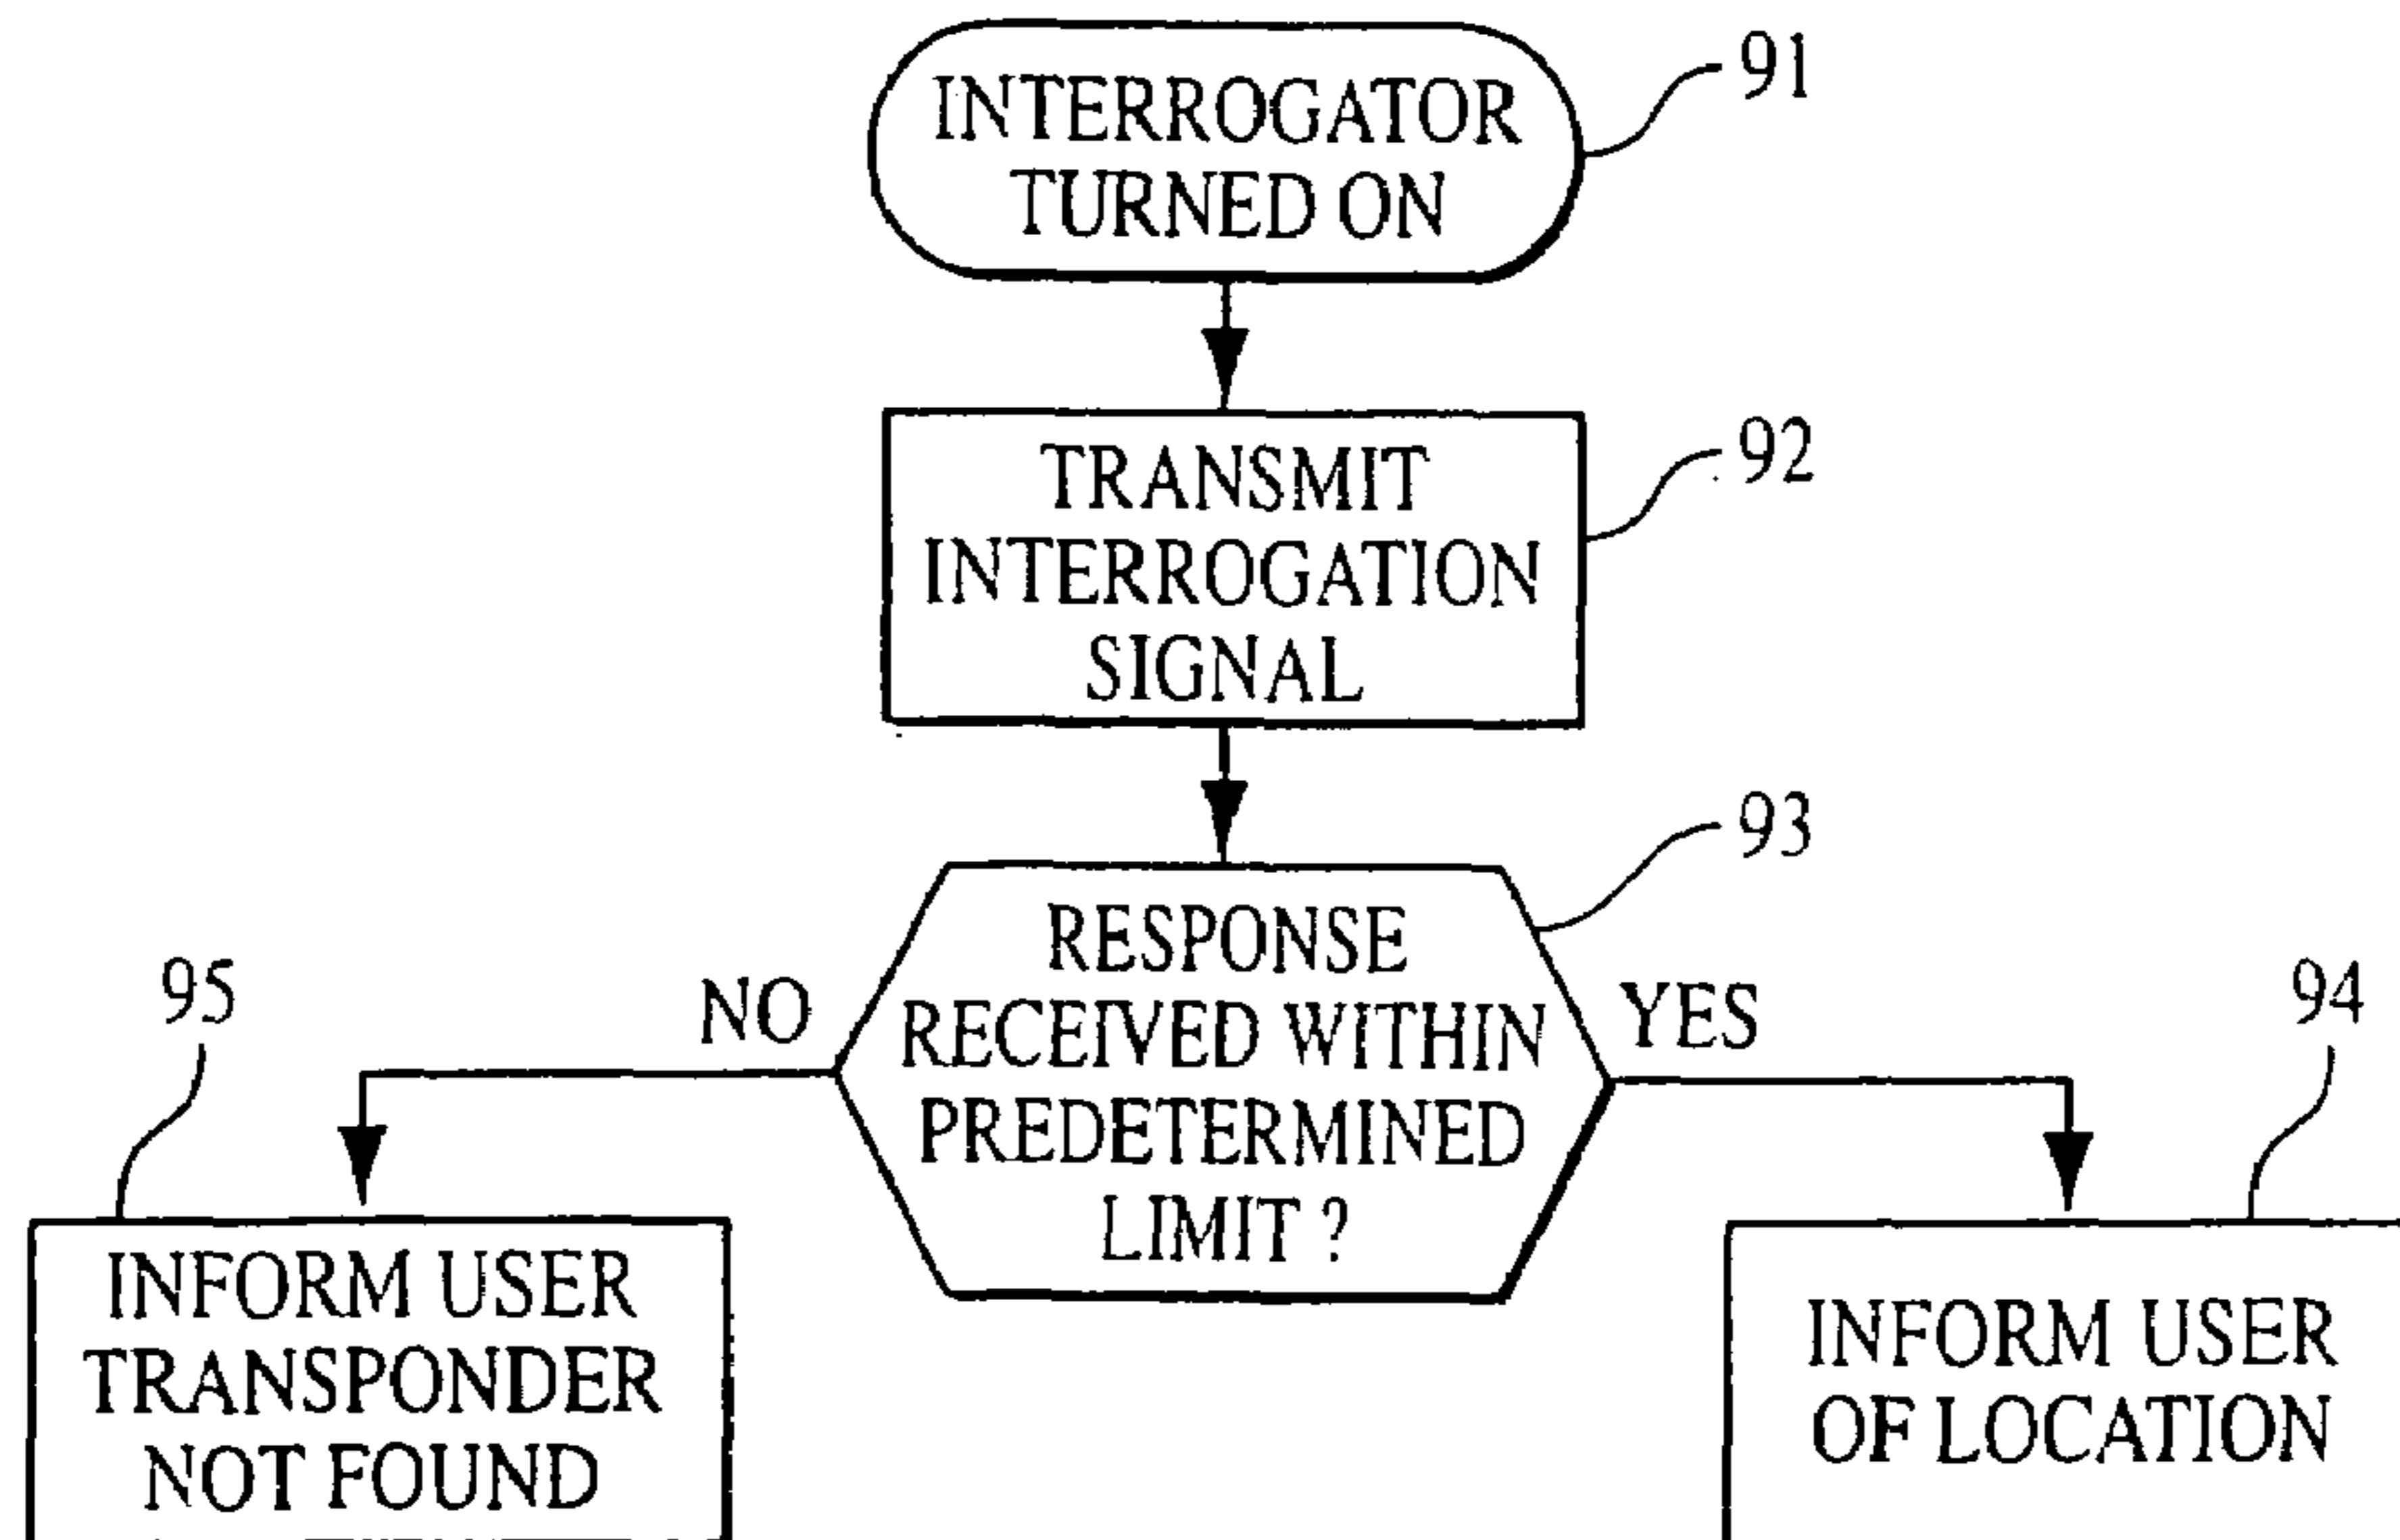 INTERROGATOR
TURNED ON
91
TRANSMIT
INTERROGATION
SIGNAL
92
RESPONSE
RECEIVED WITHIN
PREDETERMINED
LIMIT ?
93
NO
YES
95
INFORM USER
TRANSPONDER
NOT FOUND
94
INFORM USER
OF LOCATION